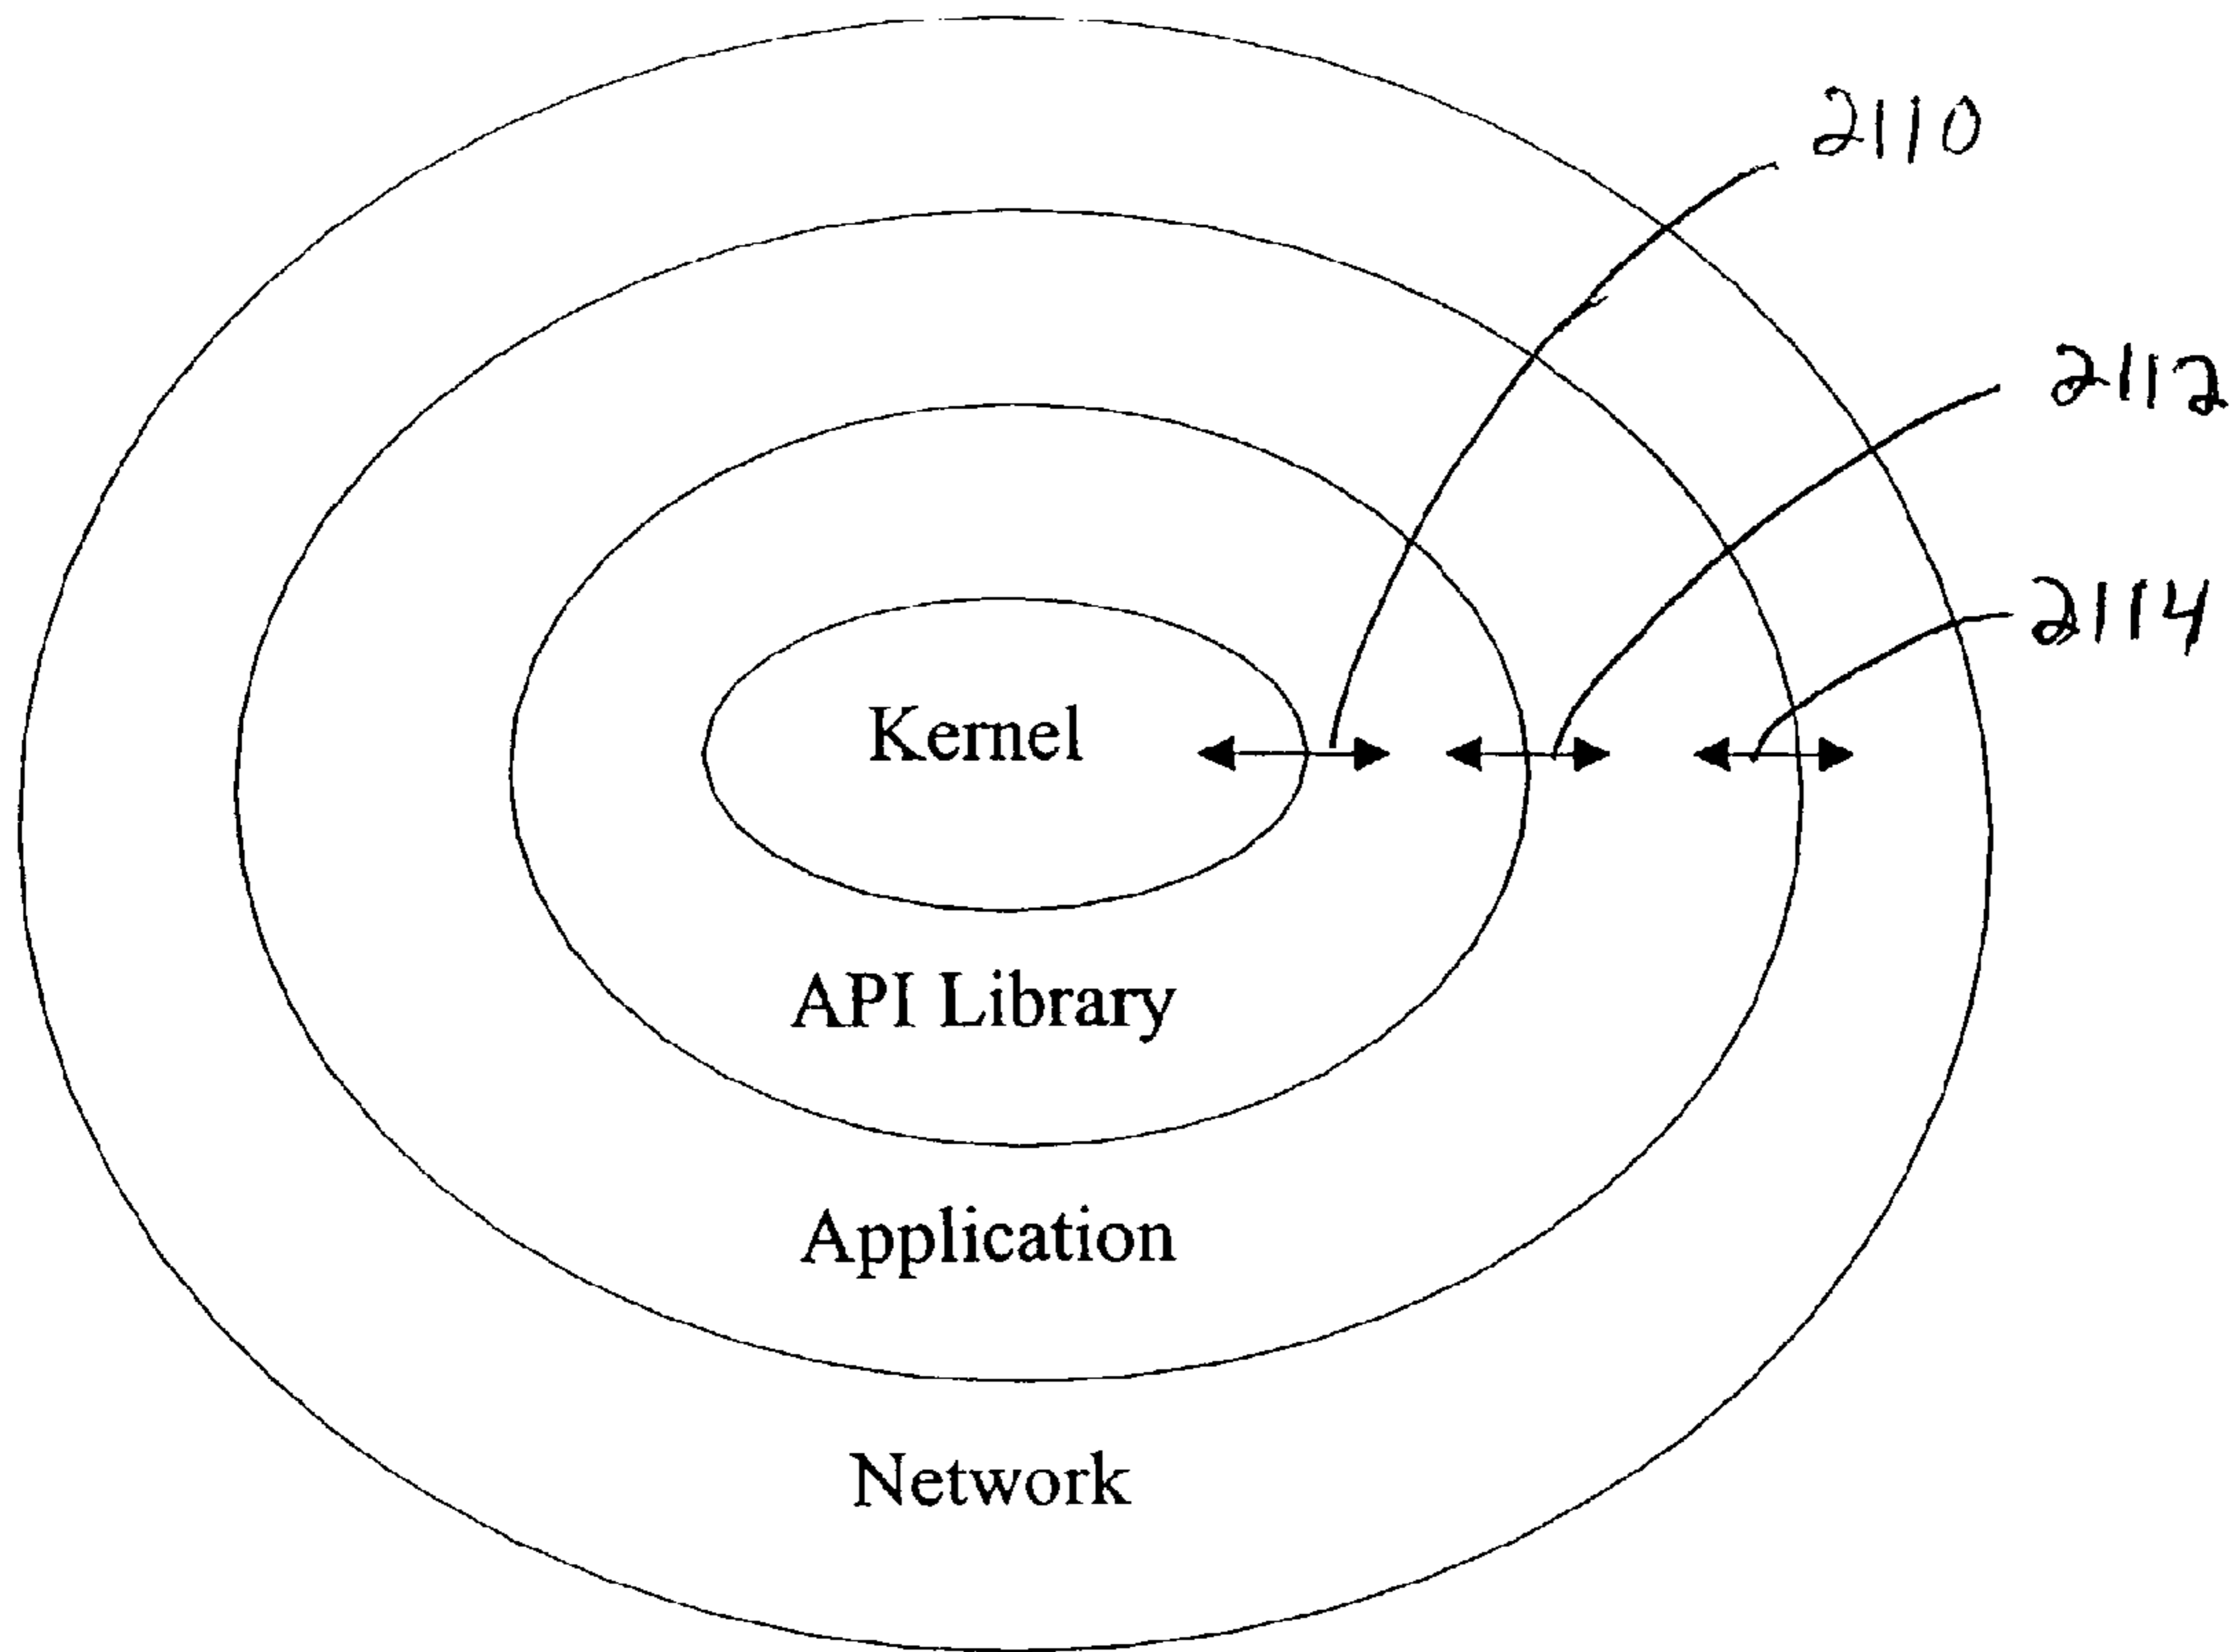 2110
2112
2114
Kernel
API Library
Application
Network